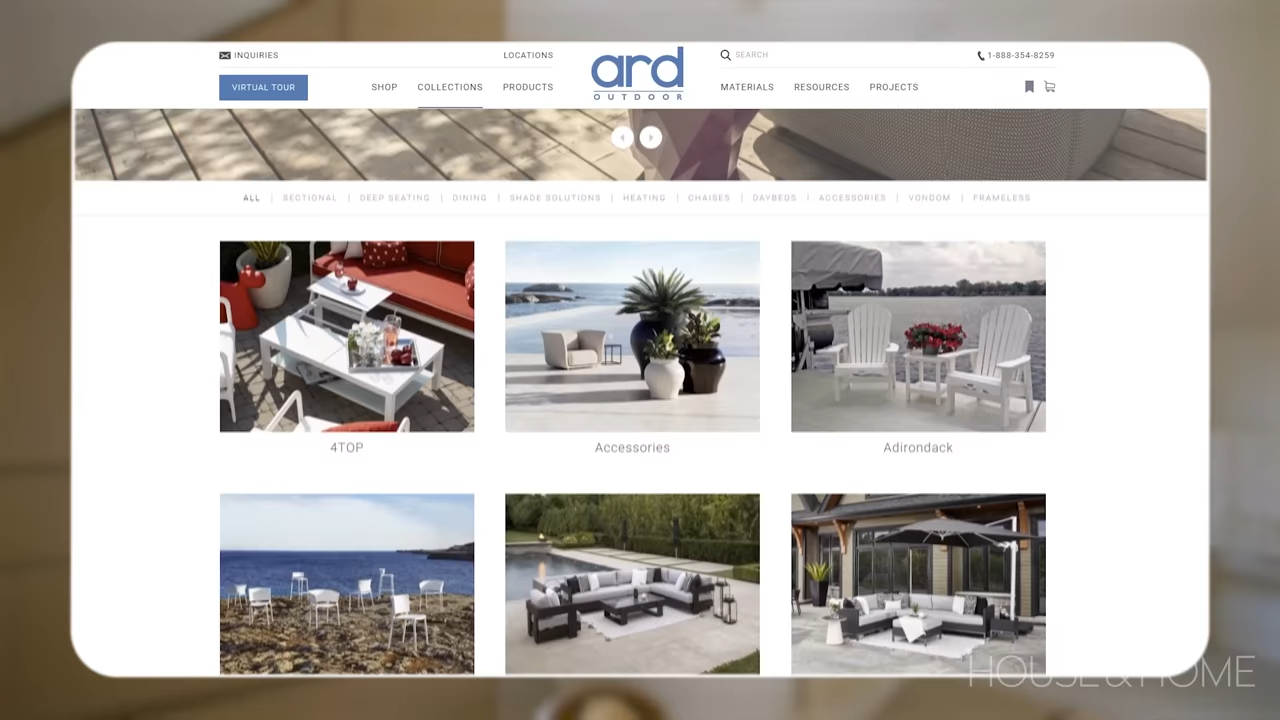 INQUIRIES
LOCATIONS
ard
OUTDOOR
SEARCH
1-888-354-8259
VIRTUAL TOUR
SHOP
COLLECTIONS
PRODUCTS
MATERIALS
RESOURCES
PROJECTS
ALL | SECTIONAL | DEEP SEATING | DINING | SHADE SOLUTIONS | HEATING | CHAISES | DAYBEDS | ACCESSORIES | VONDOM | FRAMELESS
4TOP
Accessories
Adirondack
HOUSE & HOME